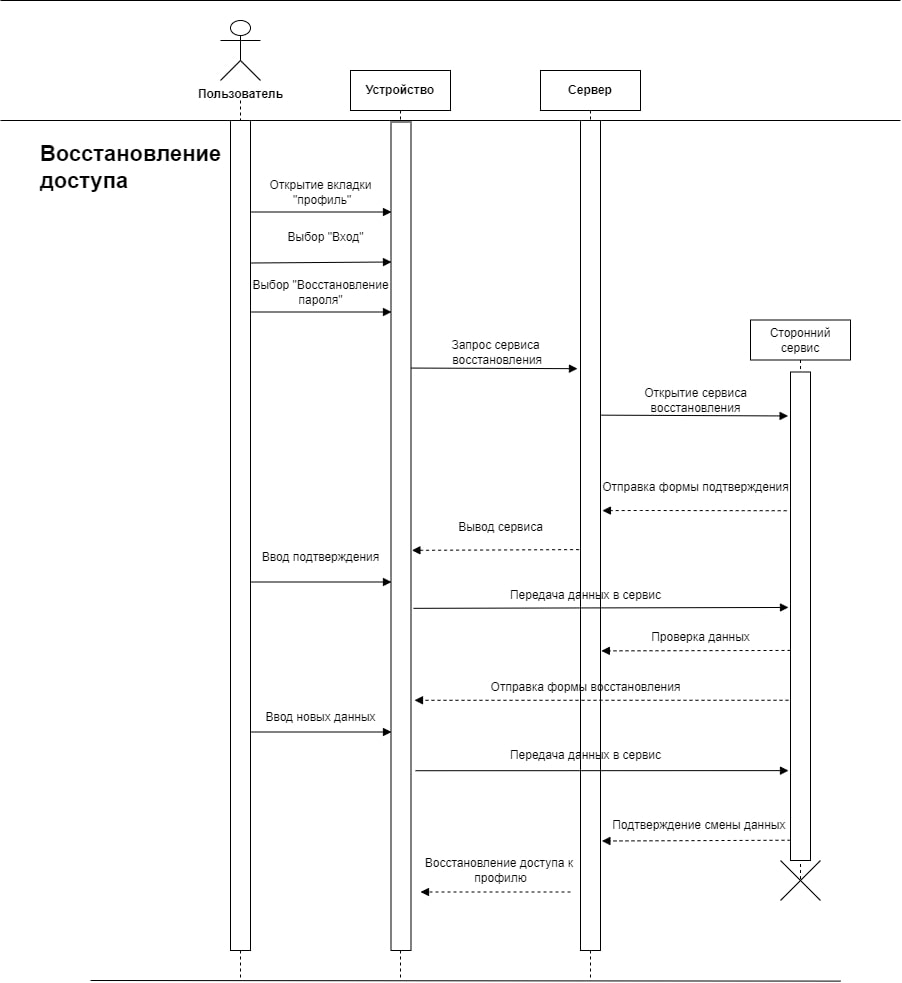 Пользователь
Устройство
Сервер
Восстановление
доступа
Открытие вкладки
"профиль"
Выбор "Вход"
Выбор "Восстановление
пароля"
Сторонний
сервис
Запрос сервиса
восстановления
Открытие сервиса
восстановления
Отправка формы подтверждения
Вывод сервиса
Ввод подтверждения
Передача данных в сервис
Проверка данных
Отправка формы восстановления
Ввод новых данных
Передача данных в сервис
Подтверждение смены данных
Восстановление доступа к
профилю